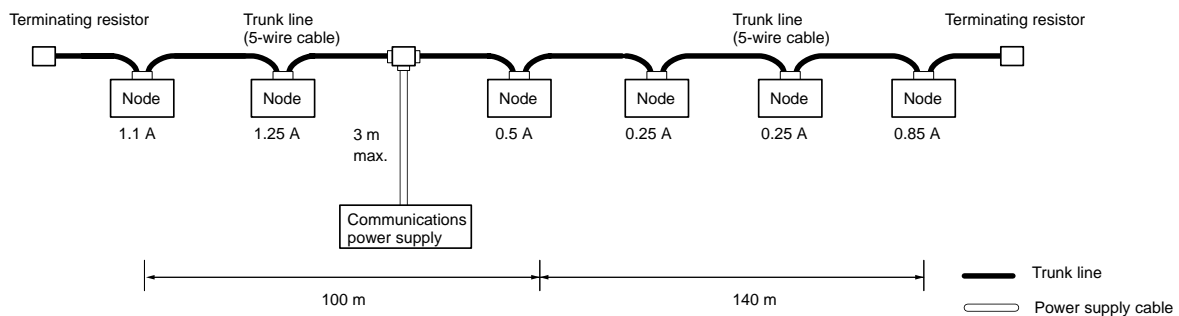 Terminating resistor
Trunk line
(5-wire cable)
Trunk line
(5-wire cable)
Terminating resistor
Node
Node
Node
Node
Node
Node
1.1 A
1.25 A
3 m
max.
0.5 A
0.25 A
0.25 A
0.85 A
Communications
power supply
100 m
140 m
Trunk line
Power supply cable